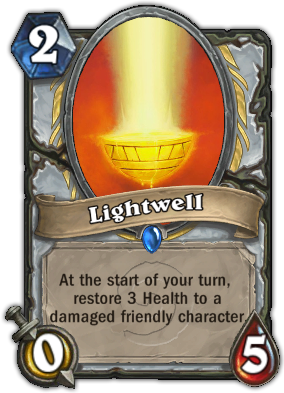 2
Lightwell
At the start of your turn,
restore 3 Health to a
damaged friendly character
0
5